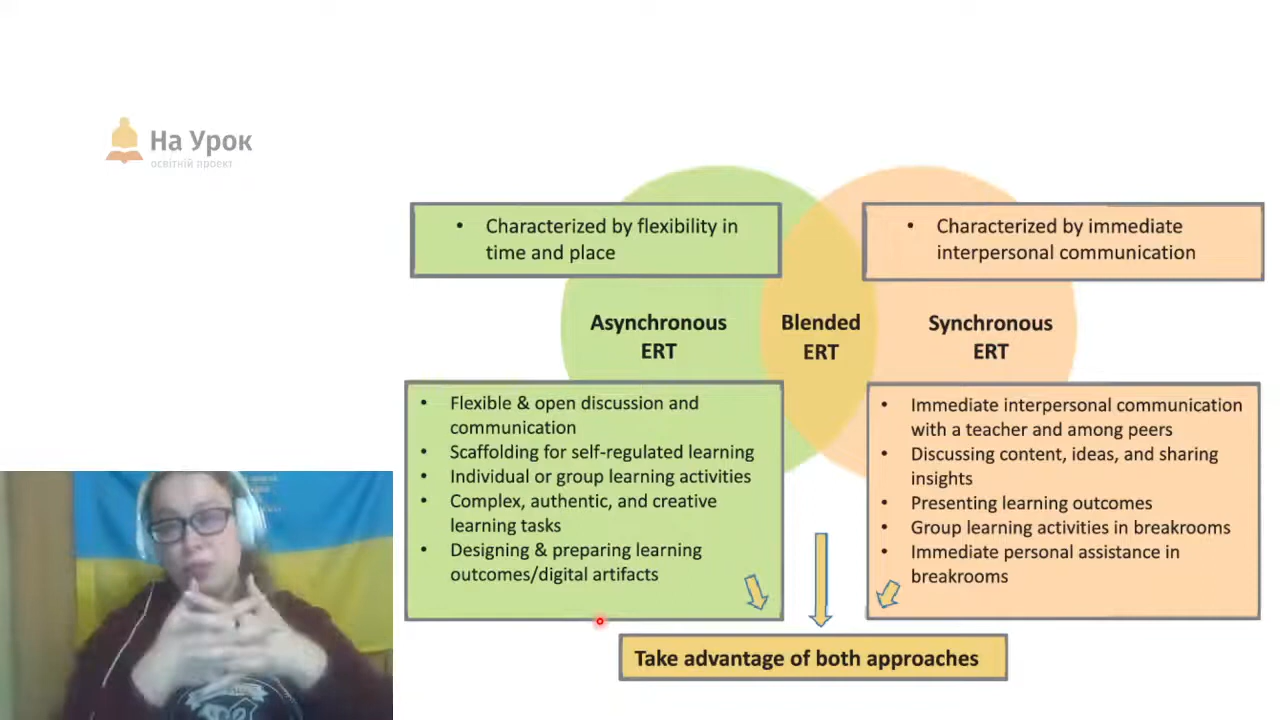 На Урок
освітній проект
• Characterized by flexibility in
time and place
• Characterized by immediate
interpersonal communication
Asynchronous
ERT
Blended
ERT
Synchronous
ERT
• Flexible & open discussion and
communication
• Scaffolding for self-regulated learning
• Individual or group learning activities
• Complex, authentic, and creative
learning tasks
• Designing & preparing learning
outcomes/digital artifacts
• Immediate interpersonal communication
with a teacher and among peers
• Discussing content, ideas, and sharing
insights
• Presenting learning outcomes
• Group learning activities in breakrooms
• Immediate personal assistance in
breakrooms
Take advantage of both approaches